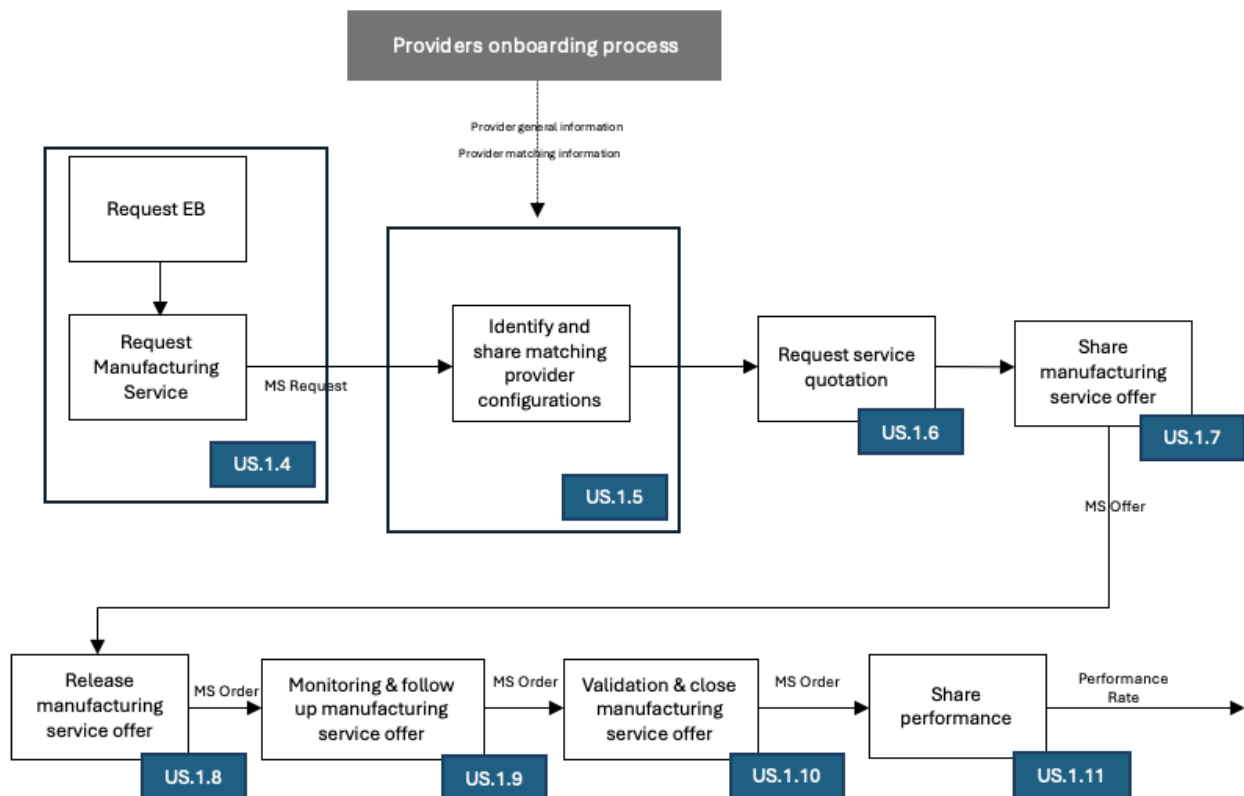 Providers onboarding process
Provider general information
Provider matching information
Request EB
Request
Manufacturing
Service
MS Request
US.1.4
Identify and
share matching
provider
configurations
US.1.5
Request service
quotation
US.1.6
Share
manufacturing
service offer
US.1.7
MS Offer
Release
manufacturing
service offer
US.1.8
MS Order
Monitoring & follow
up manufacturing
service offer
US.1.9
MS Order
Validation & close
manufacturing
service offer
US.1.10
MS Order
Share
performance
US.1.11
Performance
Rate